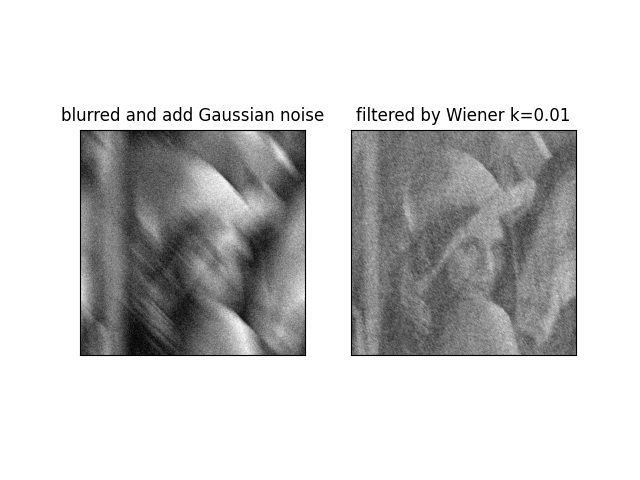 blurred and add Gaussian noise
filtered by Wiener k=0.01